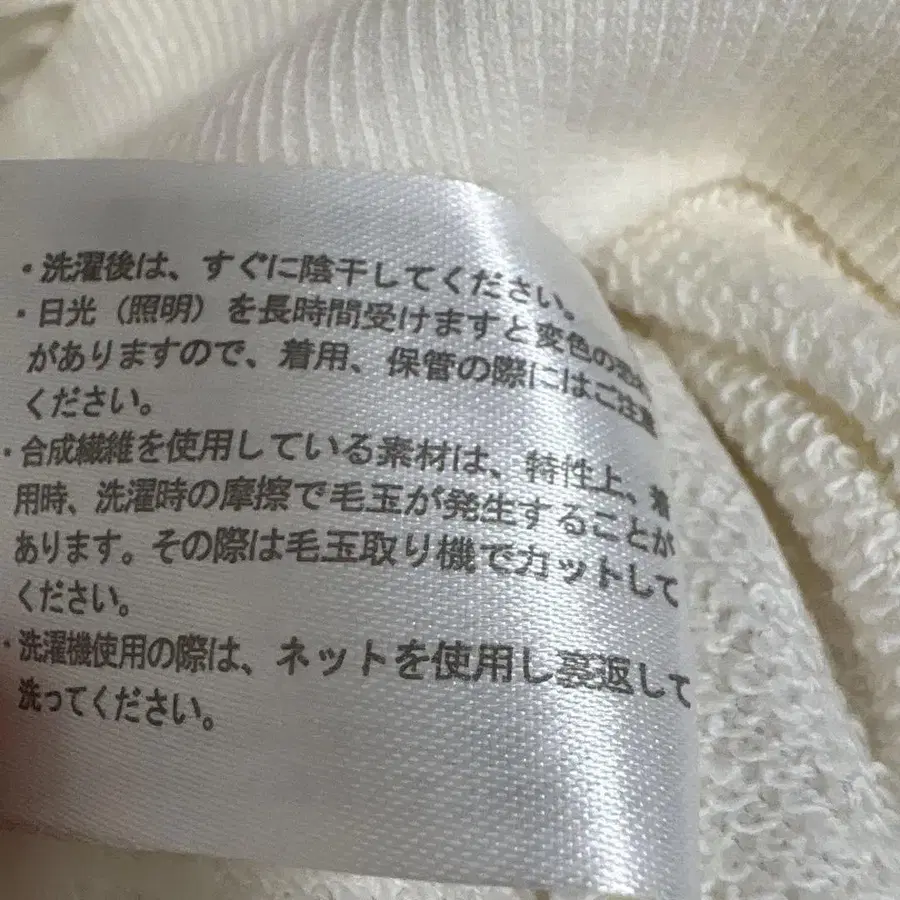 ・洗濯後は、すぐに陰干してください。
・日光（照明）を長時間受けますと変色の恐れ
がありますので、着用、保管の際にはご注意
ください。
・合成繊維を使用している素材は、特性上、着
用時、洗濯時の摩擦で毛玉が発生することが
あります。その際は毛玉取り機でカットして
ください。
・洗濯機使用の際は、ネットを使用し裏返して
洗ってください。